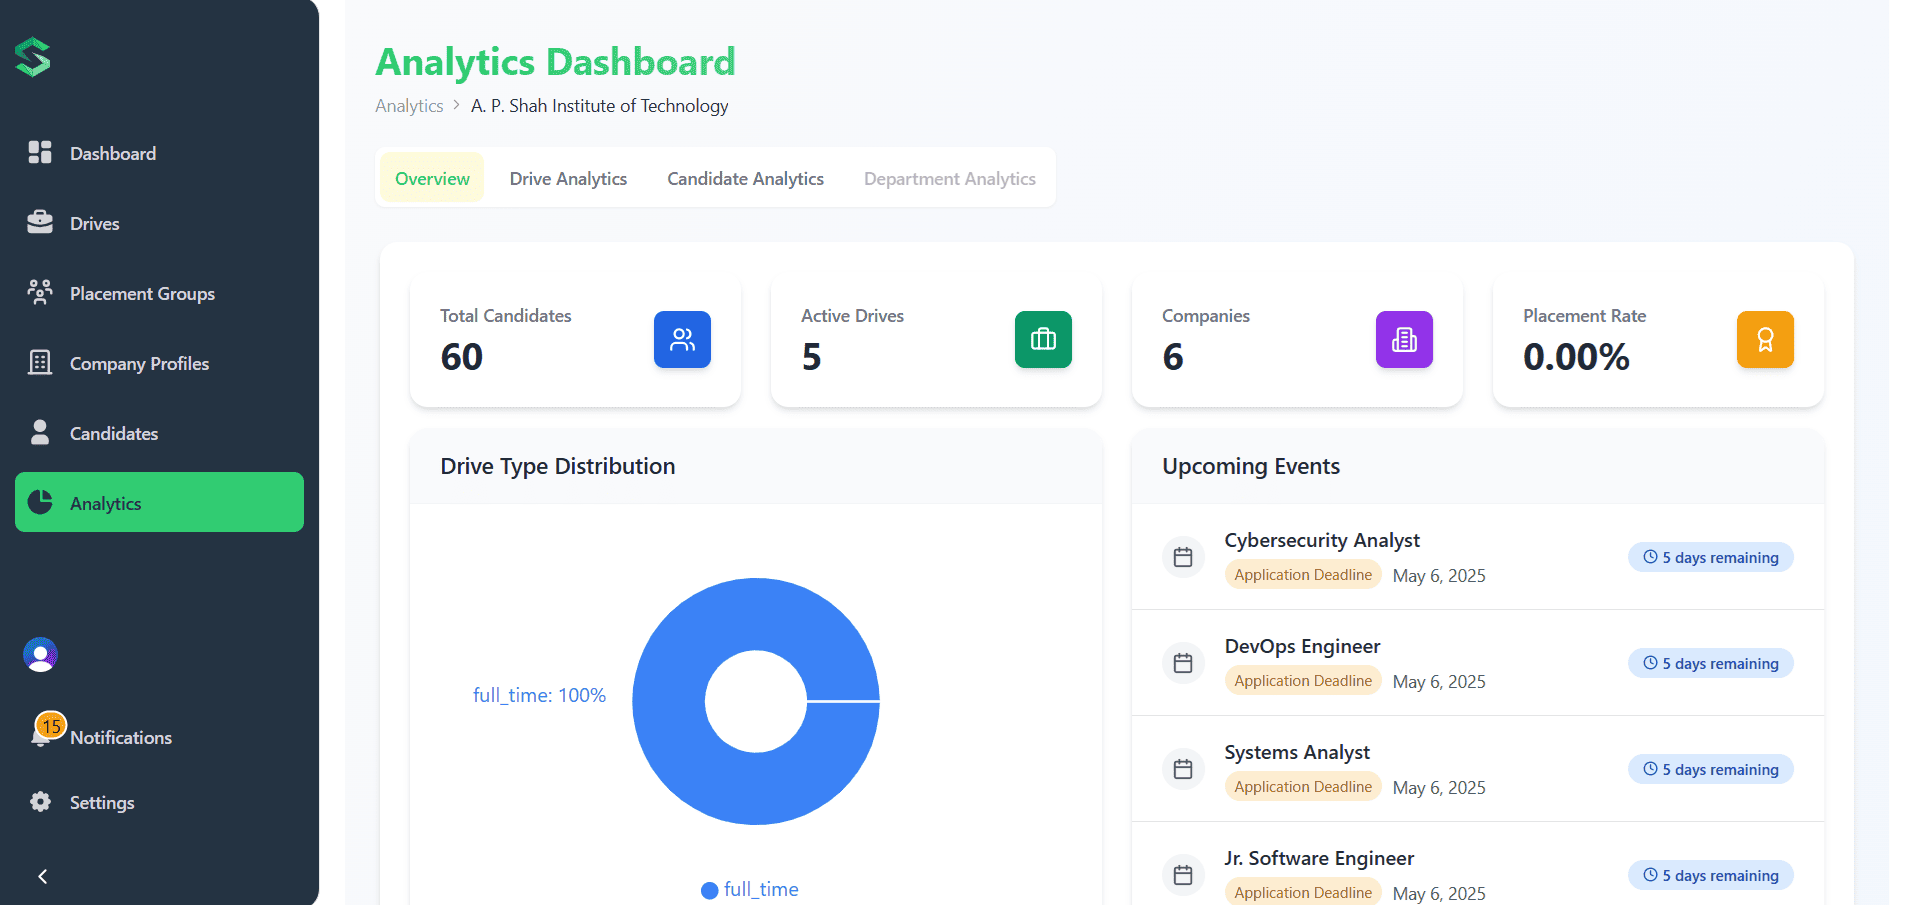 Dashboard
Drives
Placement Groups
Company Profiles
Candidates
Analytics
15
Notifications
Settings
Analytics Dashboard
Analytics > A. P. Shah Institute of Technology
Overview Drive Analytics Candidate Analytics Department Analytics
Total Candidates
60
Active Drives
5
Companies
6
Placement Rate
0.00%
Drive Type Distribution
full_time: 100%
full_time
Upcoming Events
Cybersecurity Analyst
Application Deadline May 6, 2025
5 days remaining
DevOps Engineer
Application Deadline May 6, 2025
5 days remaining
Systems Analyst
Application Deadline May 6, 2025
5 days remaining
Jr. Software Engineer
Application Deadline May 6, 2025
5 days remaining